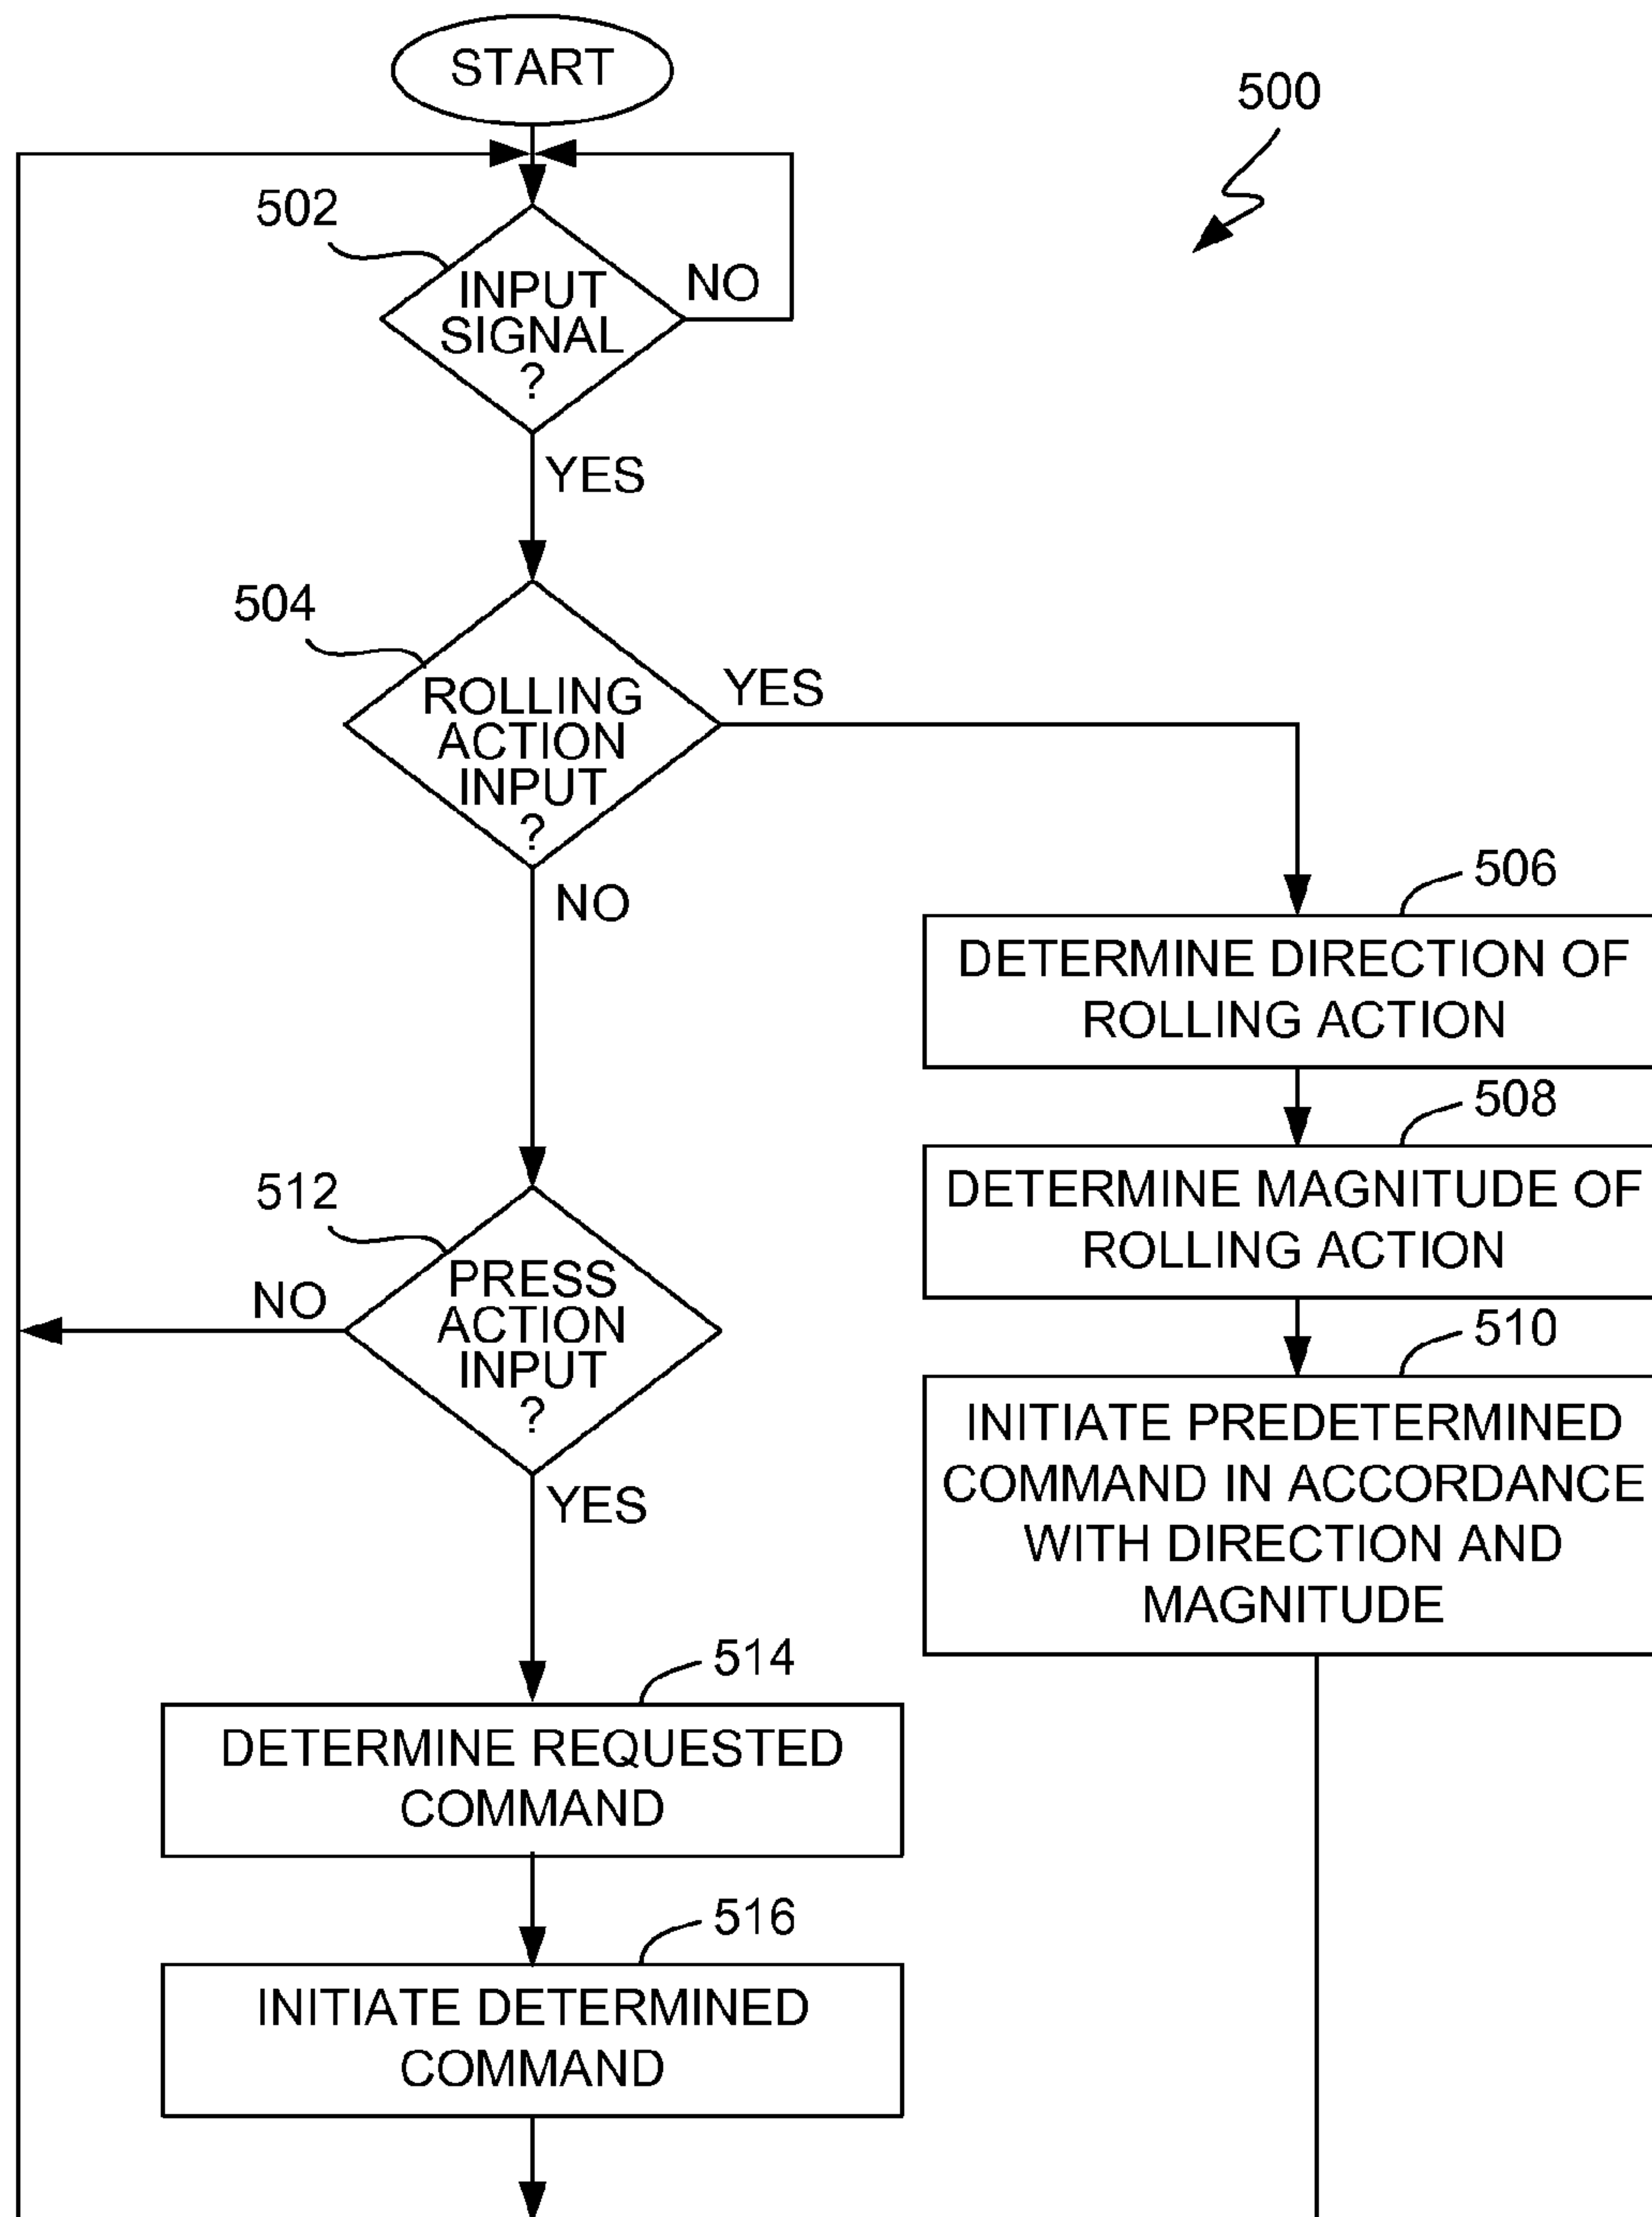 START
500
502
INPUT
SIGNAL
?
NO
YES
504
ROLLING
ACTION
INPUT
?
YES
NO
506
DETERMINE DIRECTION OF
ROLLING ACTION
508
DETERMINE MAGNITUDE OF
ROLLING ACTION
510
INITIATE PREDETERMINED
COMMAND IN ACCORDANCE
WITH DIRECTION AND
MAGNITUDE
512
PRESS
ACTION
INPUT
?
NO
YES
514
DETERMINE REQUESTED
COMMAND
516
INITIATE DETERMINED
COMMAND